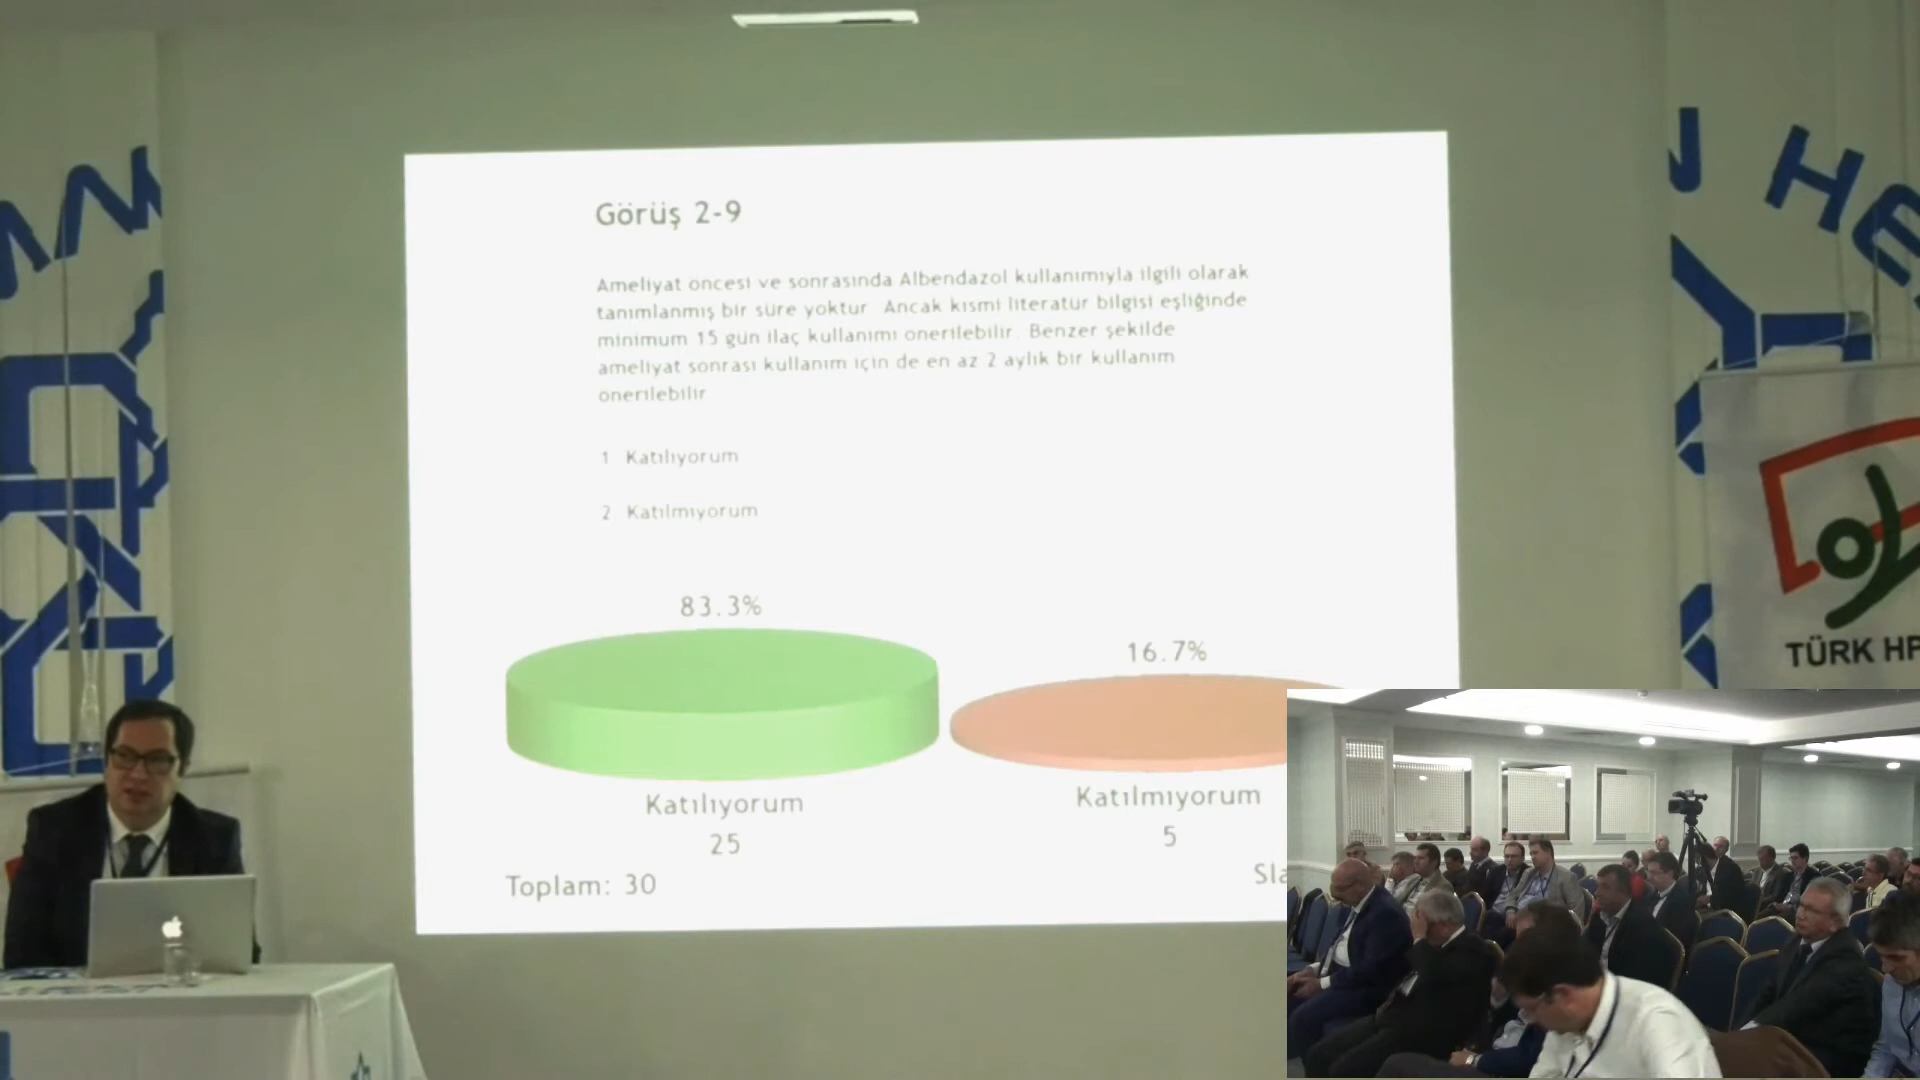 Görüş 2-9
Ameliyat öncesi ve sonrasında Albendazol kullanımıyla ilgili olarak
tanımlanmış bir süre yoktur. Ancak kısmi literatür bilgisi eşliğinde
minimum 15 gün ilaç kullanımı önerilebilir. Benzer şekilde
ameliyat sonrası kullanım için de en az 2 aylık bir kullanım
önerilebilir
1 Katılıyorum
2 Katılmıyorum
83.3%
16.7%
Katılıyorum
Katılmıyorum
25
5
Toplam: 30
TÜRK HP